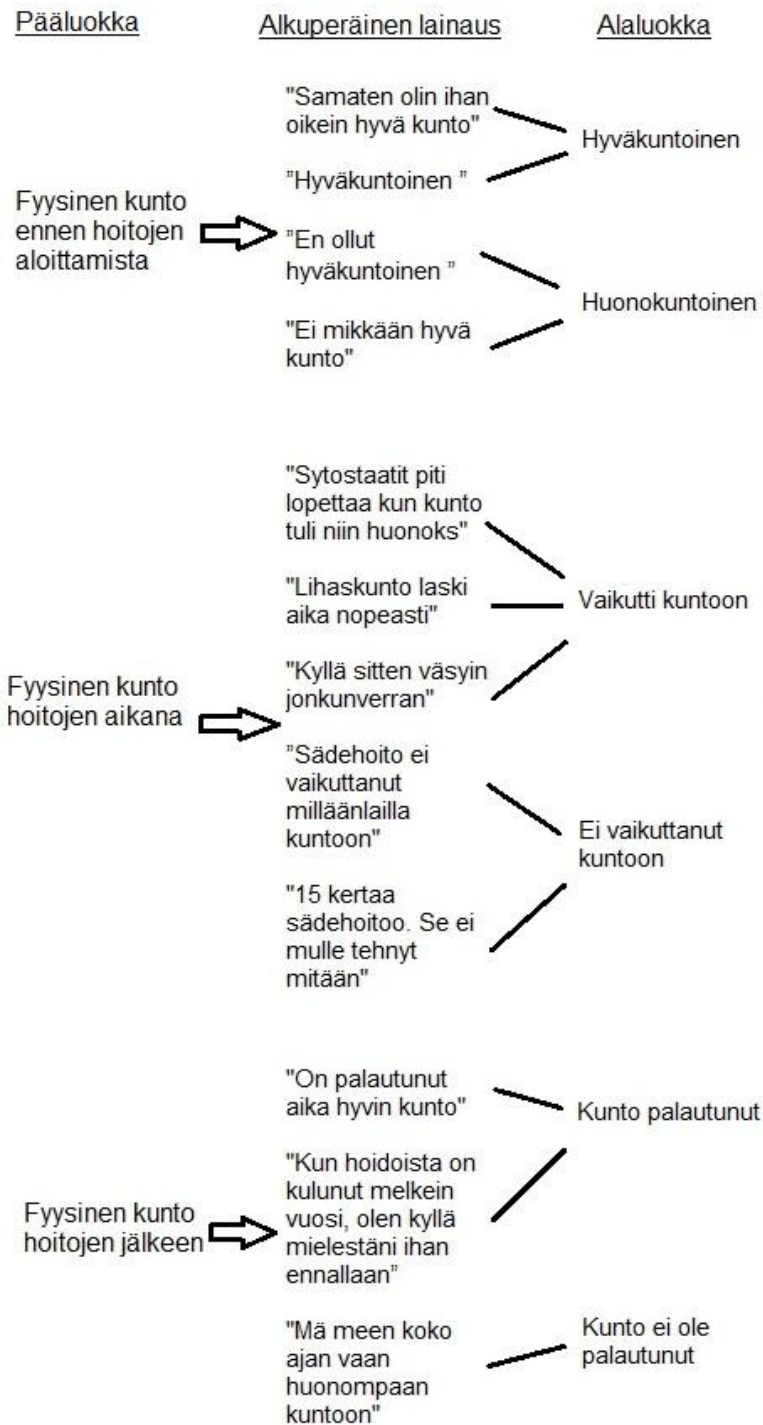 Pääluokka
Alkuperäinen lainaus
Alaluokka
Fyysinen kunto
ennen hoitojen
aloittamista
"Samaten olin ihan
oikein hyvä kunto"
"Hyväkuntoinen ”
"En ollut
hyväkuntoinen ”
"Ei mikkään hyvä
kunto"
Hyväkuntoinen
Huonokuntoinen
Fyysinen kunto
hoitojen aikana
"Sytostaatit piti
lopettaa kun kunto
tuli niin huonoks"
"Lihaskunto laski
aika nopeasti"
"Kyllä sitten väsyin
jonkunverran"
”Sädehoito ei
vaikuttanut
milläänlailla
kuntoon"
"15 kertaa
sädehoitoo. Se ei
mulle tehnyt
mitään"
Vaikutti kuntoon
Ei vaikuttanut
kuntoon
Fyysinen kunto
hoitojen jälkeen
"On palautunut
aika hyvin kunto"
"Kun hoidoista on
kulunut melkein
vuosi, olen kyllä
mielestäni ihan
ennallaan”
"Mä meen koko
ajan vaan
huonompaan
kuntoon"
Kunto palautunut
Kunto ei ole
palautunut